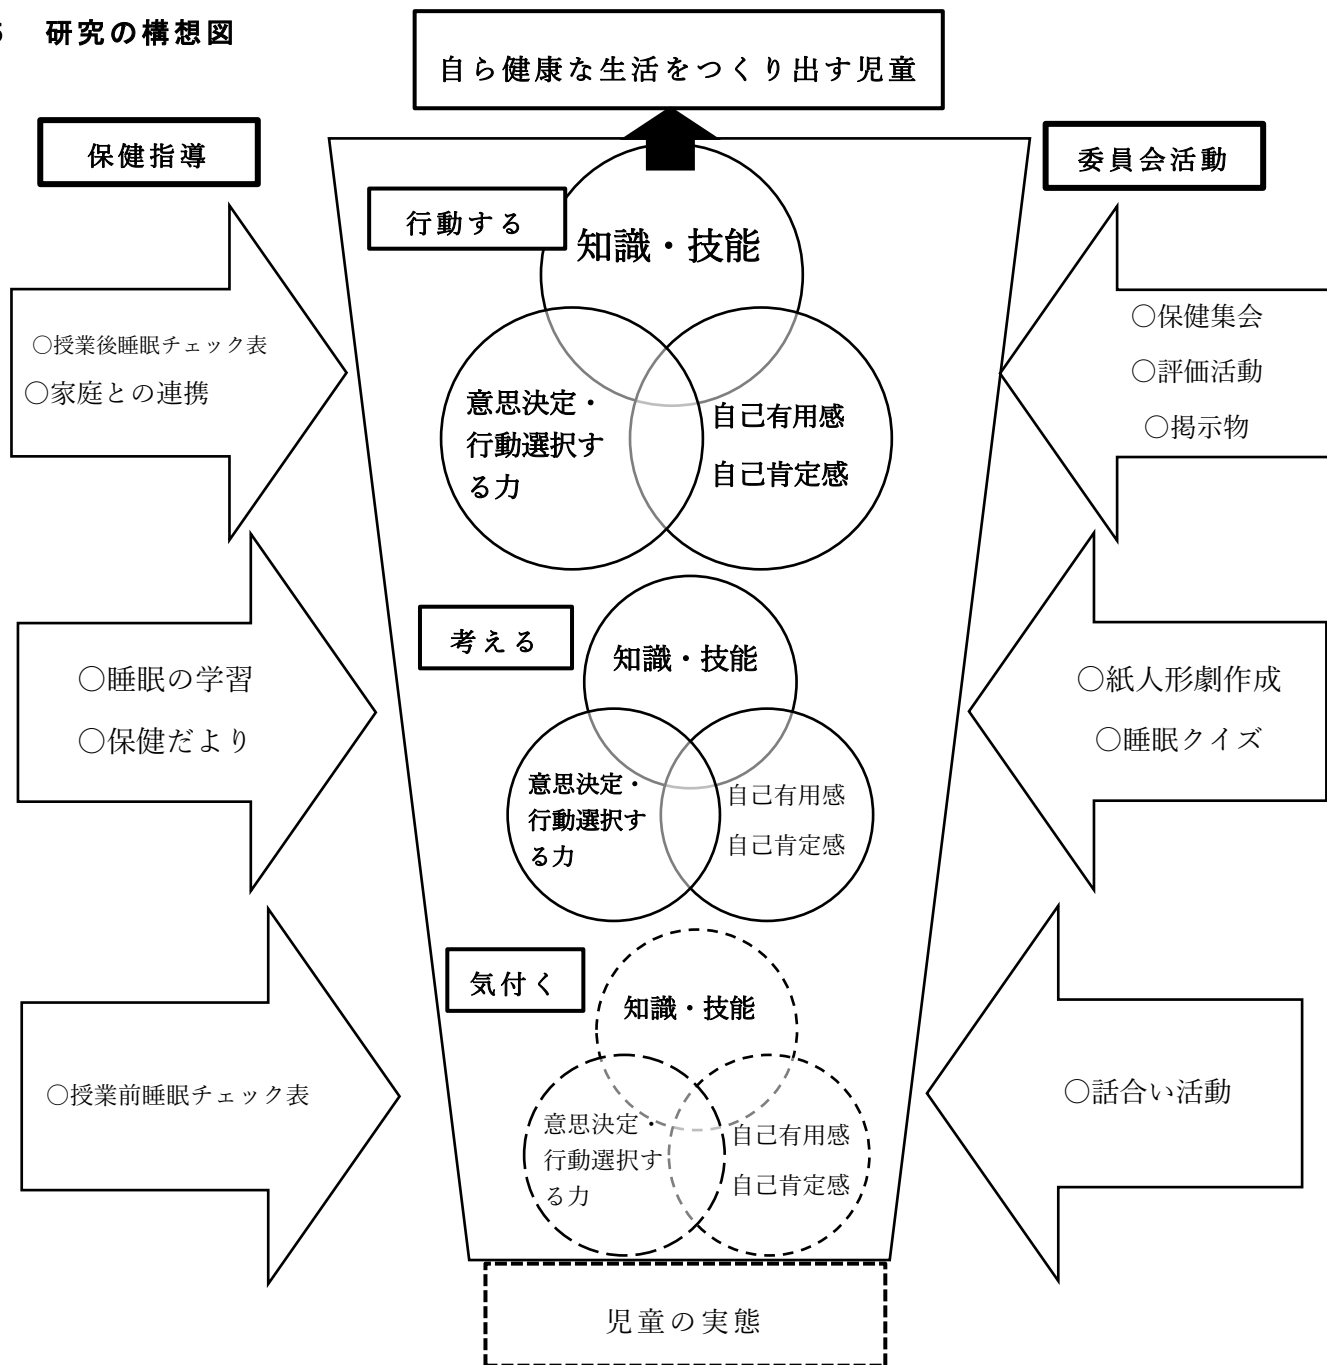 研究の構想図
自ら健康な生活をつくり出す児童
保健指導
委員会活動
行動する
知識・技能
意思決定・
行動選択す
る力
自己有用感
自己肯定感
○授業後睡眠チェック表
○家庭との連携
○保健集会
○評価活動
○掲示物
考える
知識・技能
意思決定・
行動選択す
る力
自己有用感
自己肯定感
○睡眠の学習
○保健だより
○紙人形劇作成
○睡眠クイズ
気付く
知識・技能
意思決定・
行動選択す
る力
自己有用感
自己肯定感
○授業前睡眠チェック表
○話合い活動
児童の実態